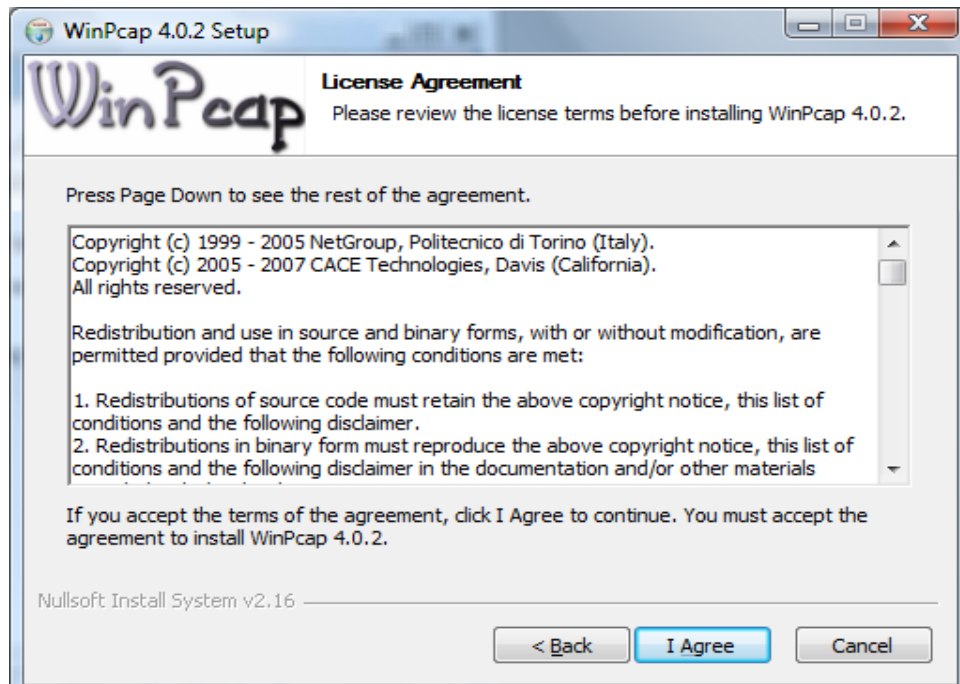 WinPcap 4.0.2 Setup
WinPcap
License Agreement
Please review the license terms before installing WinPcap 4.0.2.
Press Page Down to see the rest of the agreement.
Copyright (c) 1999 - 2005 NetGroup, Politecnico di Torino (Italy).
Copyright (c) 2005 - 2007 CACE Technologies, Davis (California).
All rights reserved.
Redistribution and use in source and binary forms, with or without modification, are
permitted provided that the following conditions are met:
1. Redistributions of source code must retain the above copyright notice, this list of
conditions and the following disclaimer.
2. Redistributions in binary form must reproduce the above copyright notice, this list of
conditions and the following disclaimer in the documentation and/or other materials
If you accept the terms of the agreement, click I Agree to continue. You must accept the
agreement to install WinPcap 4.0.2.
Nullsoft Install System v2.16
< Back
I Agree
Cancel